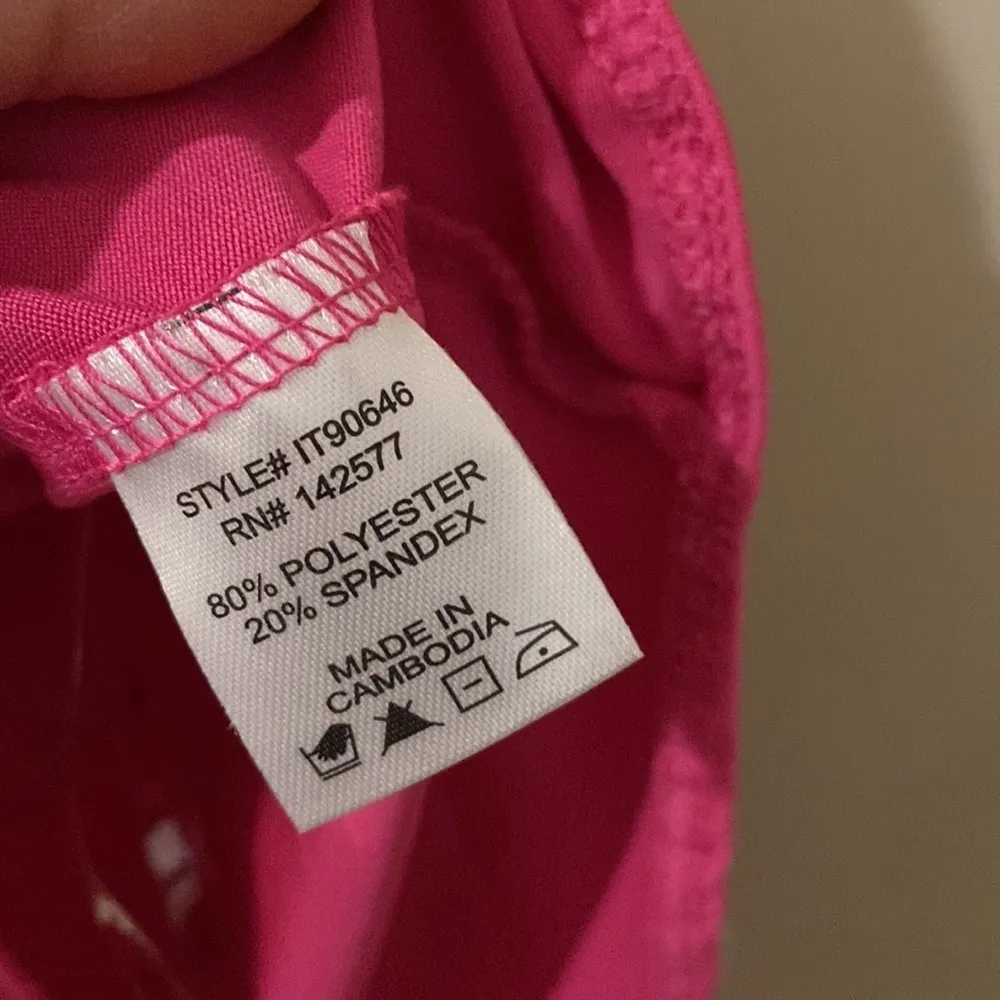 STYLE# IT90646
RN# 142577
80% POLYESTER
20% SPANDEX
MADE IN
CAMBODIA